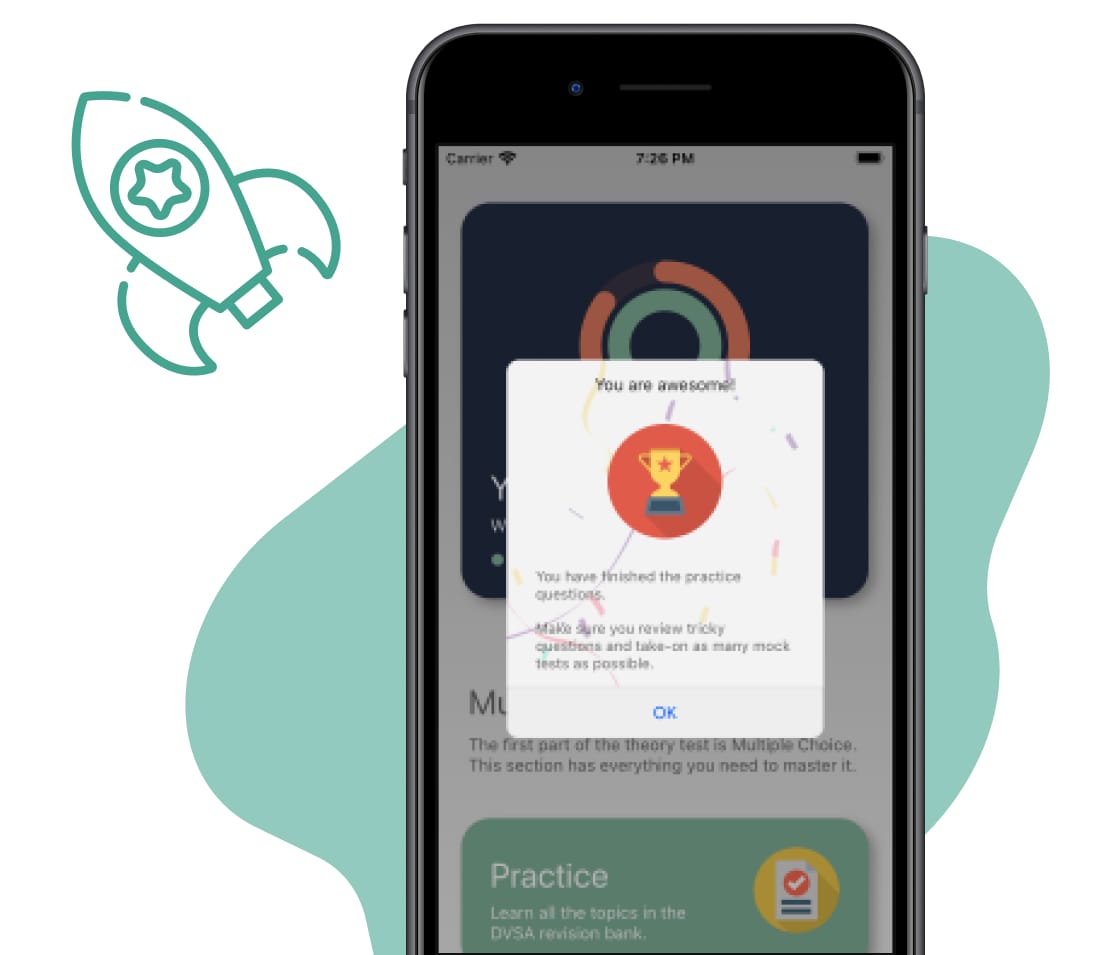 Carrier
7:26 PM
You are awesome!
You have finished the practice
questions.
Make sure you review tricky
questions and take-on as many mock
tests as possible.
OK
The first part of the theory test is Multiple Choice.
This section has everything you need to master it.
Practice
Learn all the topics in the
DVSA revision bank.